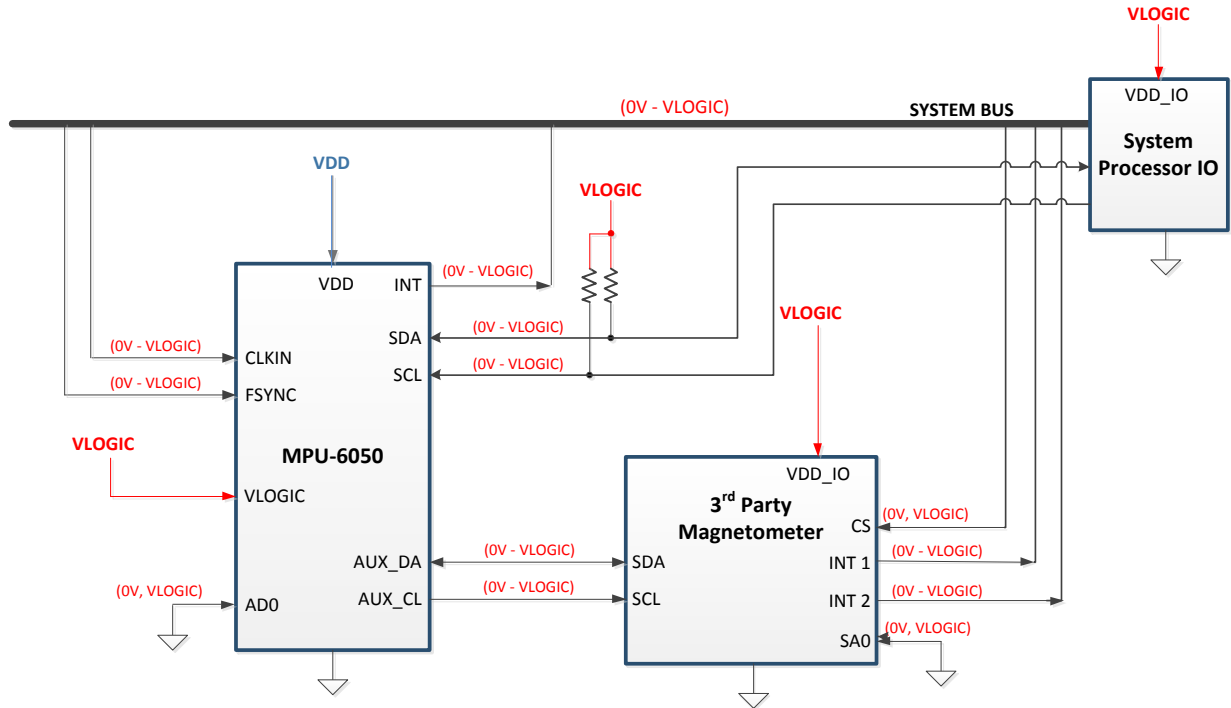 VLOGIC
VDD_IO
System
Processor IO
(0V - VLOGIC)
SYSTEM BUS
VDD
VLOGIC
VDD
INT
(0V - VLOGIC)
SDA
(0V - VLOGIC)
SCL
(0V - VLOGIC)
(0V - VLOGIC)
CLKIN
(0V - VLOGIC)
FSYNC
MPU-6050
VLOGIC
VLOGIC
(0V, VLOGIC)
AD0
AUX_DA
(0V - VLOGIC)
AUX_CL
(0V - VLOGIC)
VLOGIC
VDD_IO
3rd Party
Magnetometer
SDA
SCL
CS
(0V, VLOGIC)
INT 1
(0V - VLOGIC)
INT 2
(0V - VLOGIC)
SA0
(0V, VLOGIC)